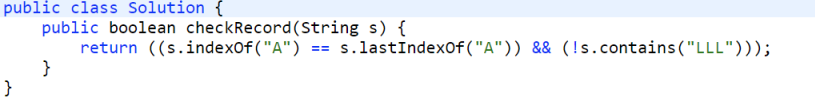 public class Solution {
    public boolean checkRecord(String s) {
        return ((s.indexOf("A") == s.lastIndexOf("A")) && (!s.contains("LLL")));
    }
}